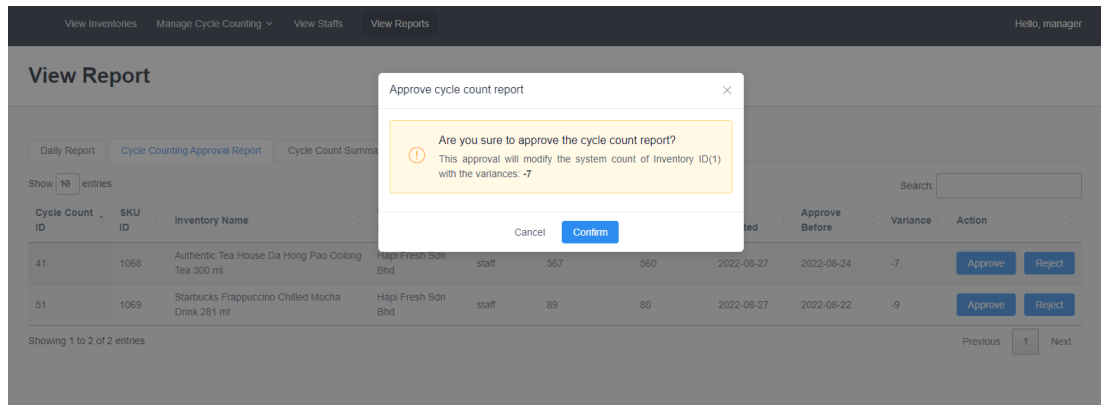 View Inventories Manage Cycle Counting View Staffs View Reports Hello, manager
View Report
Approve cycle count report
Are you sure to approve the cycle count report?
This approval will modify the system count of Inventory ID(1)
with the variances: -7
Cancel Confirm
Daily Report Cycle Counting Approval Report Cycle Count Summa
Show 10 entries Search:
Cycle Count ID SKU ID Inventory Name Approve Before Variance Action
41 1068 Authentic Tea House Da Hong Pao Oolong Tea 300 ml Hapi Fresh Sdn Bhd staff 567 560 2022-08-27 2022-08-24 -7 Approve Reject
51 1069 Starbucks Frappuccino Chilled Mocha Drink 281 ml Hapi Fresh Sdn Bhd staff 89 80 2022-08-27 2022-08-22 -9 Approve Reject
Showing 1 to 2 of 2 entries Previous 1 Next